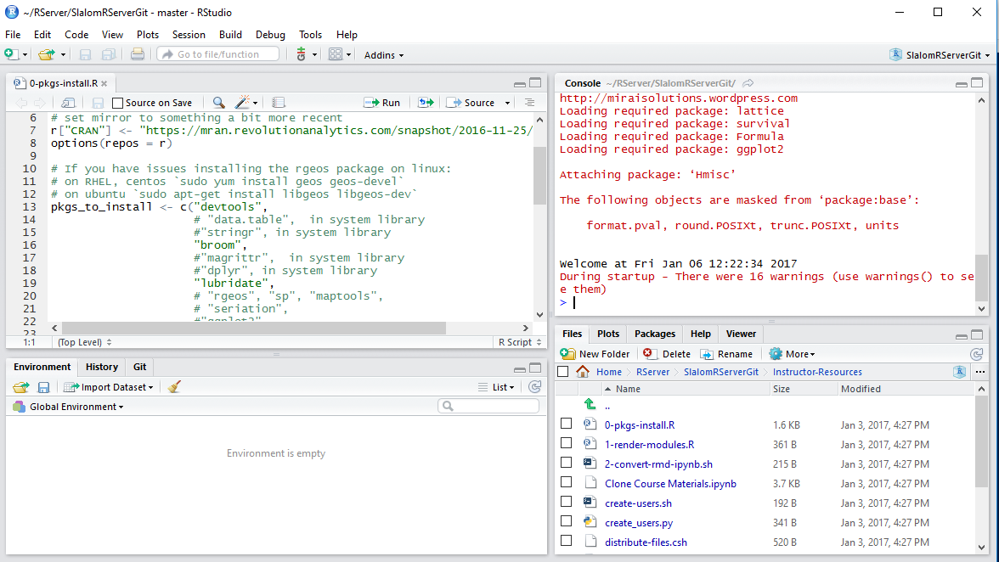 ~/RServer/SlalomRServerGit - master - RStudio
File Edit Code View Plots Session Build Debug Tools Help
Go to file/function Addins SlalomRServerGit
0-pkgs-install.R
Source on Save Run Source
6 # set mirror to something a bit more recent
7 r["CRAN"] <- "https://mran.revolutionanalytics.com/snapshot/2016-11-25/
8 options(repos = r)
9
10 # If you have issues installing the rgeos package on linux:
11 # on RHEL, centos `sudo yum install geos geos-devel`
12 # on ubuntu `sudo apt-get install libgeos libgeos-dev`
13 pkgs_to_install <- c("devtools",
14 # "data.table",  in system library
15 #"stringr", in system library
16 "broom",
17 #"magrittr",  in system library
18 #"dplyr", in system library
19 "lubridate",
20 # "rgeos", "sp", "maptools",
21 # "seriation",
22 #"ggplot2"
23
1:1 (Top Level) R Script
Environment History Git
Import Dataset List
Global Environment
Environment is empty
Console ~/RServer/SlalomRServerGit/
http://miraisolutions.wordpress.com
Loading required package: lattice
Loading required package: survival
Loading required package: Formula
Loading required package: ggplot2
Attaching package: ‘Hmisc’
The following objects are masked from ‘package:base’:
format.pval, round.POSIXt, trunc.POSIXt, units
Welcome at Fri Jan 06 12:22:34 2017
During startup - There were 16 warnings (use warnings() to se
e them)
>
Files Plots Packages Help Viewer
New Folder Delete Rename More
Home RServer SlalomRServerGit Instructor-Resources ...
Name Size Modified
..
0-pkgs-install.R 1.6 KB Jan 3, 2017, 4:27 PM
1-render-modules.R 361 B Jan 3, 2017, 4:27 PM
2-convert-rmd-ipynb.sh 215 B Jan 3, 2017, 4:27 PM
Clone Course Materials.ipynb 3.7 KB Jan 3, 2017, 4:27 PM
create-users.sh 192 B Jan 3, 2017, 4:27 PM
create_users.py 341 B Jan 3, 2017, 4:27 PM
distribute-files.csh 520 B Jan 3, 2017, 4:27 PM